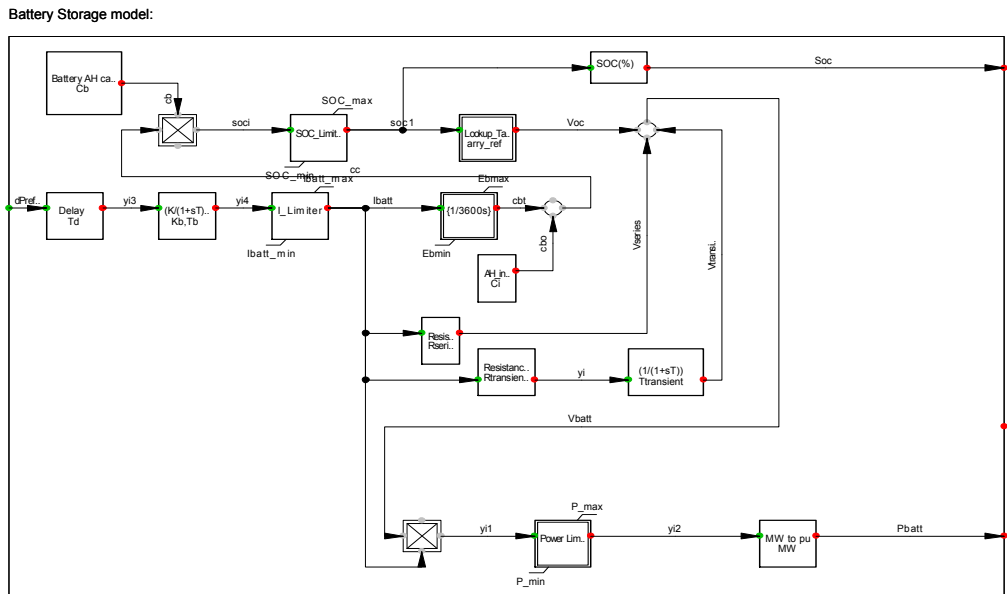 Battery Storage model:
Battery AH ca..
Cb
cb
SOC(%)
Soc
SOC_max
soci
SOC_Limit..
soc1
Lookup_Ta..
arry_ref
Voc
SOC_min
cc
Ibatt_max
Ebmax
dPref..
Delay
Td
yi3
(K/(1+sT)..
Kb,Tb
yi4
I_Limiter
Ibatt
{1/3600s}
cbt
Ibatt_min
Ebmin
cbo
Vseries
Vtransi..
AH_in..
Ci
Resis..
Rseri..
Resistanc..
Rtransien..
yi
(1/(1+sT))
Ttransient
Vbatt
P_max
yi1
Power Lim..
yi2
MW to pu
MW
Pbatt
P_min